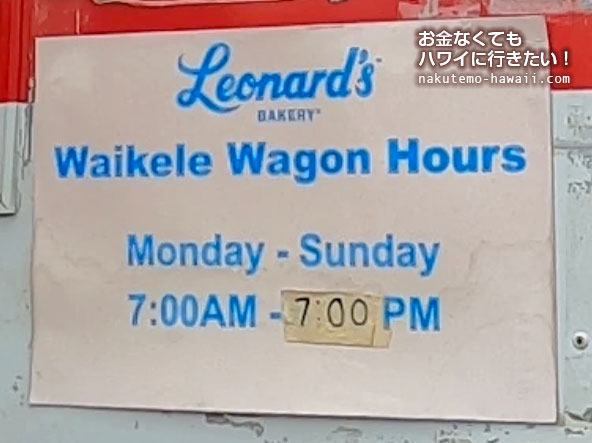 お金なくても
ハワイに行きたい！
nakutemo-hawaii.com
Leonard's
BAKERY
Waikele Wagon Hours
Monday - Sunday
7:00AM - 7:00 PM